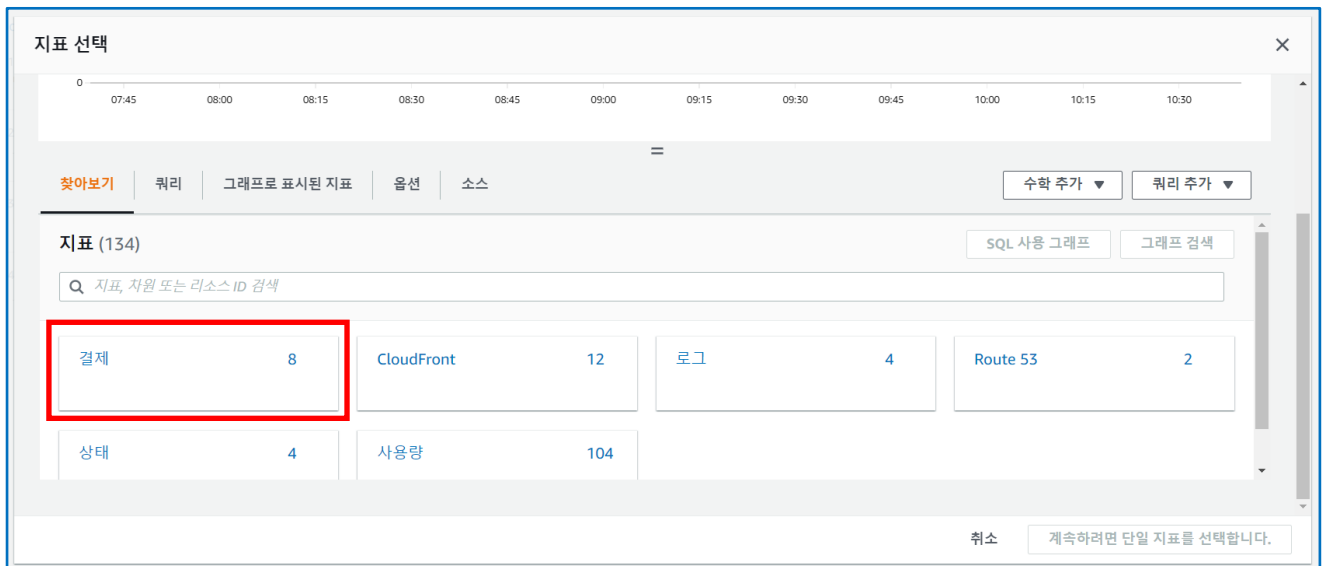 지표 선택
0
07:45 08:00 08:15 08:30 08:45 09:00 09:15 09:30 09:45 10:00 10:15 10:30
찾아보기 쿼리 그래프로 표시된 지표 옵션 소스 수학 추가 쿼리 추가
지표 (134) SQL 사용 그래프 그래프 검색
지표, 차원 또는 리소스 ID 검색
결제 8 CloudFront 12 로그 4 Route 53 2
상태 4 사용량 104
취소 계속하려면 단일 지표를 선택합니다.